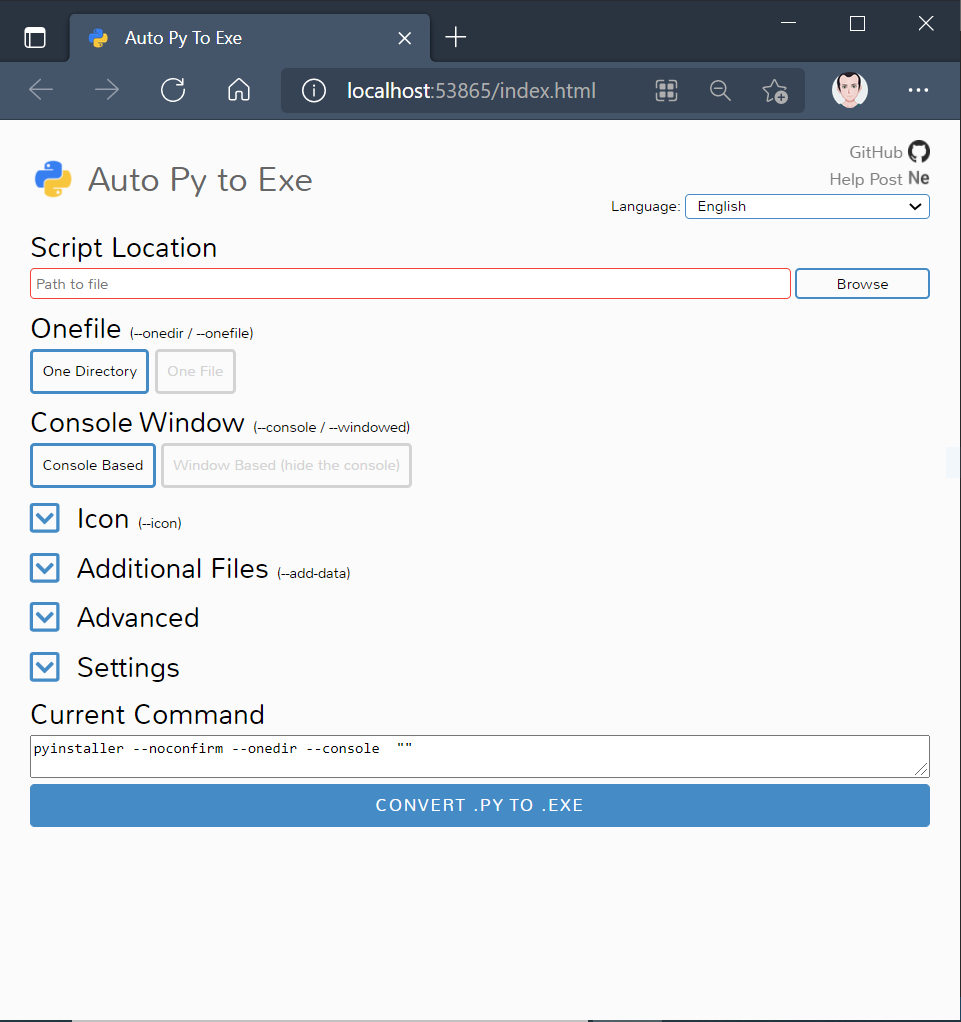 Auto Py To Exe
localhost:53865/index.html
GitHub
Auto Py to Exe
Help Post Ne
Language: English
Script Location
Path to file Browse
Onefile (--onedir / --onefile)
One Directory One File
Console Window (--console / --windowed)
Console Based Window Based (hide the console)
Icon (--icon)
Additional Files (--add-data)
Advanced
Settings
Current Command
pyinstaller --noconfirm --onedir --console  ""
CONVERT .PY TO .EXE